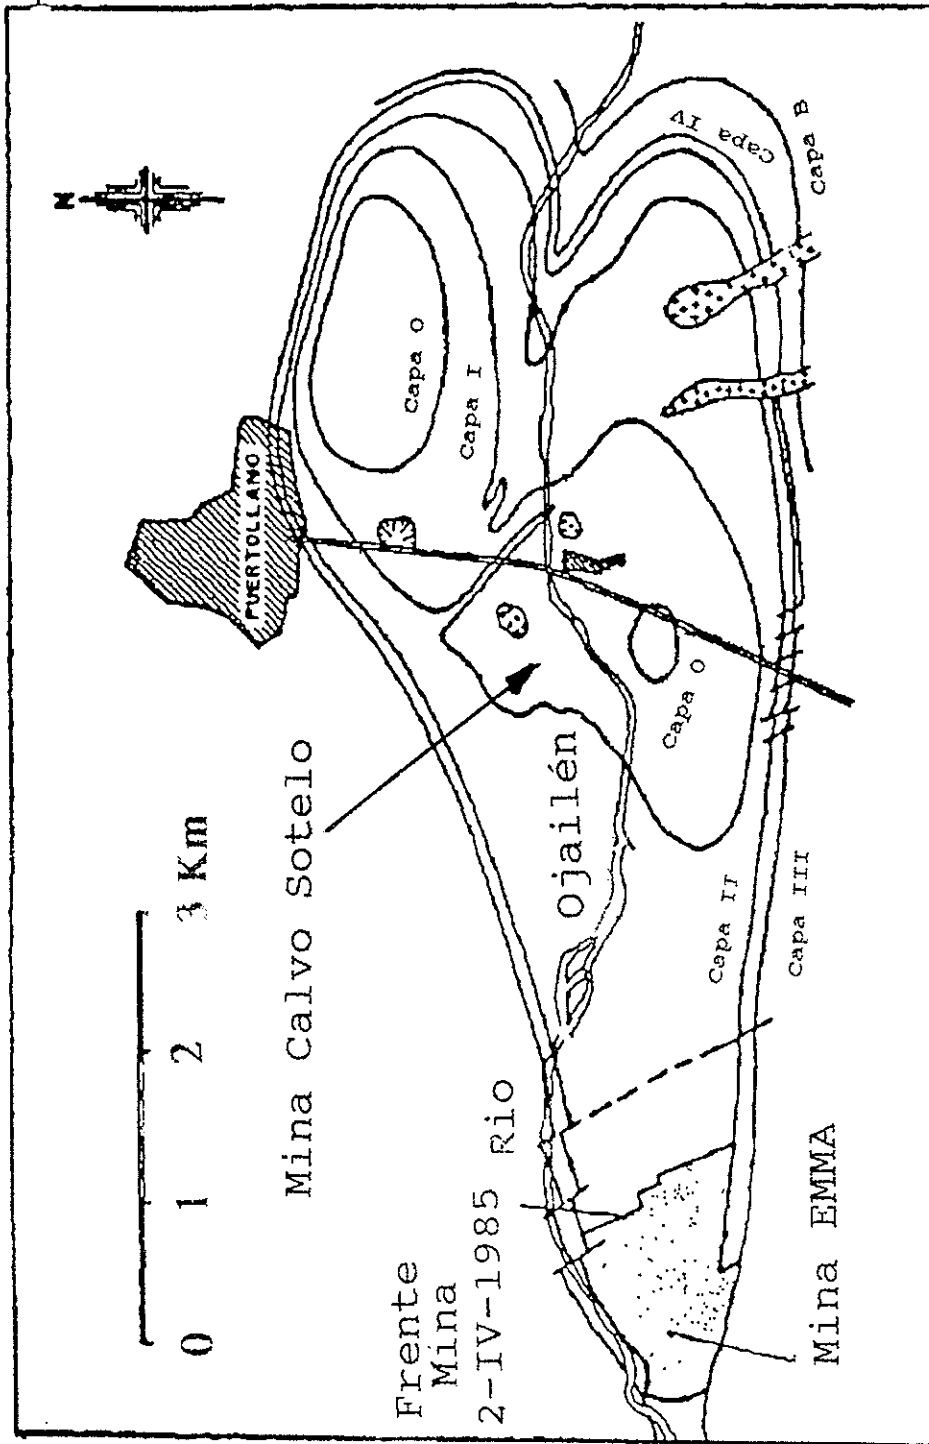 N
PUERTOLLANO
Capa O
Capa I
Capa IV
Capa B
0 1 2 3 Km
Mina Calvo Sotelo
Ojailén
Capa O
Rio
Capa II
Capa III
Frente
Mina
2-IV-1985
Mina EMMA